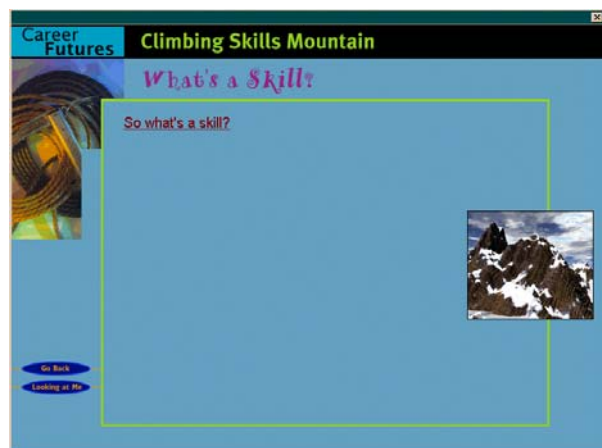 Career
Futures
Climbing Skills Mountain
What's a Skill?
So what's a skill?
Go Back
Looking at Me